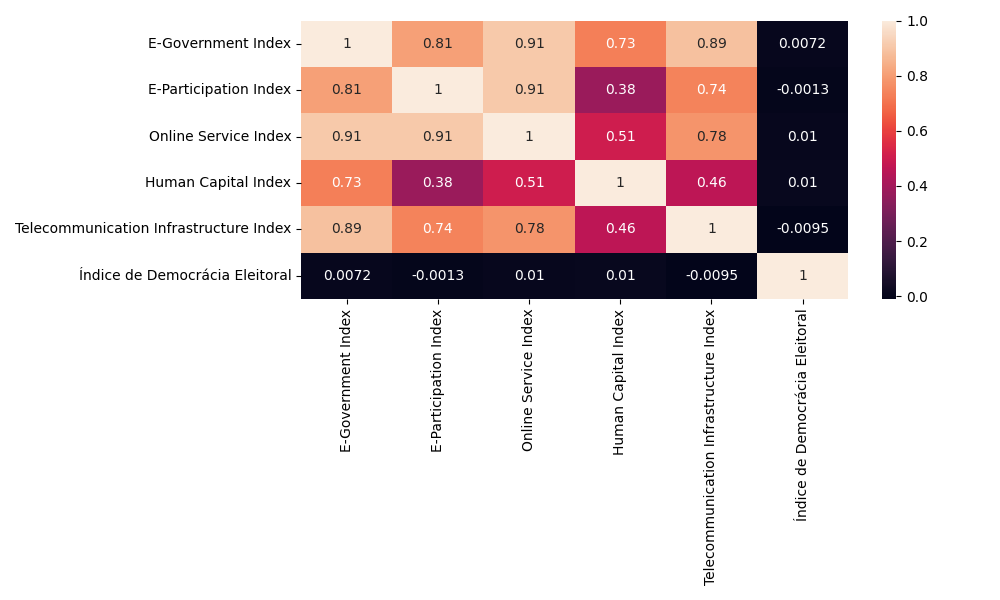 E-Government Index 1 0.81 0.91 0.73 0.89 0.0072
E-Participation Index 0.81 1 0.91 0.38 0.74 -0.0013
Online Service Index 0.91 0.91 1 0.51 0.78 0.01
Human Capital Index 0.73 0.38 0.51 1 0.46 0.01
Telecommunication Infrastructure Index 0.89 0.74 0.78 0.46 1 -0.0095
Índice de Democrácia Eleitoral 0.0072 -0.0013 0.01 0.01 -0.0095 1
E-Government Index
E-Participation Index
Online Service Index
Human Capital Index
Telecommunication Infrastructure Index
Índice de Democrácia Eleitoral
1.0
0.8
0.6
0.4
0.2
0.0